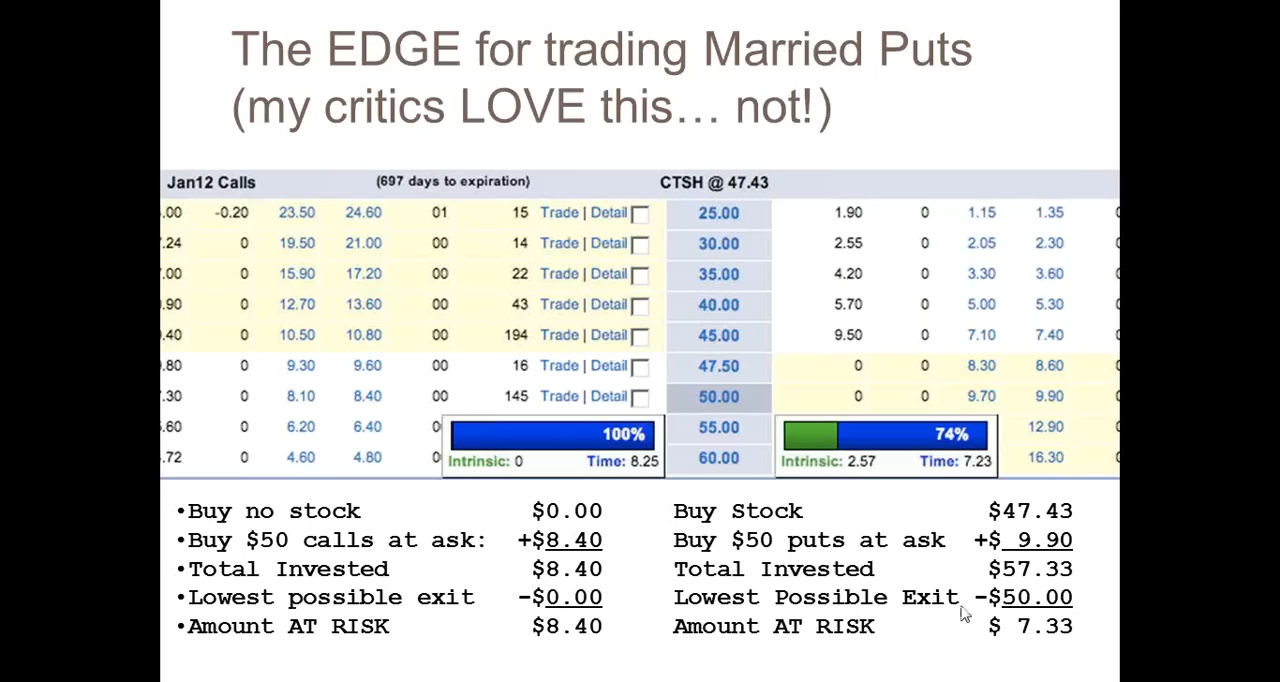 The EDGE for trading Married Puts
(my critics LOVE this… not!)
Jan12 Calls (697 days to expiration) CTSH @ 47.43
.00 -0.20 23.50 24.60 01 15 Trade | Detail 25.00 1.90 0 1.15 1.35
.24 0 19.50 21.00 00 14 Trade | Detail 30.00 2.55 0 2.05 2.30
.00 0 15.90 17.20 00 22 Trade | Detail 35.00 4.20 0 3.30 3.60
.90 0 12.70 13.60 00 43 Trade | Detail 40.00 5.70 0 5.00 5.30
.40 0 10.50 10.80 00 194 Trade | Detail 45.00 9.50 0 7.10 7.40
.80 0 9.30 9.60 00 16 Trade | Detail 47.50 0 0 8.30 8.60
.30 0 8.10 8.40 00 145 Trade | Detail 50.00 0 0 9.70 9.90
.60 0 6.20 6.40 0 100% 55.00 74% 12.90
.72 0 4.60 4.80 0 Intrinsic: 0 Time: 8.25 60.00 Intrinsic: 2.57 Time: 7.23 16.30
•Buy no stock $0.00 Buy Stock $47.43
•Buy $50 calls at ask: +$8.40 Buy $50 puts at ask +$ 9.90
•Total Invested $8.40 Total Invested $57.33
•Lowest possible exit -$0.00 Lowest Possible Exit -$50.00
•Amount AT RISK $8.40 Amount AT RISK $ 7.33